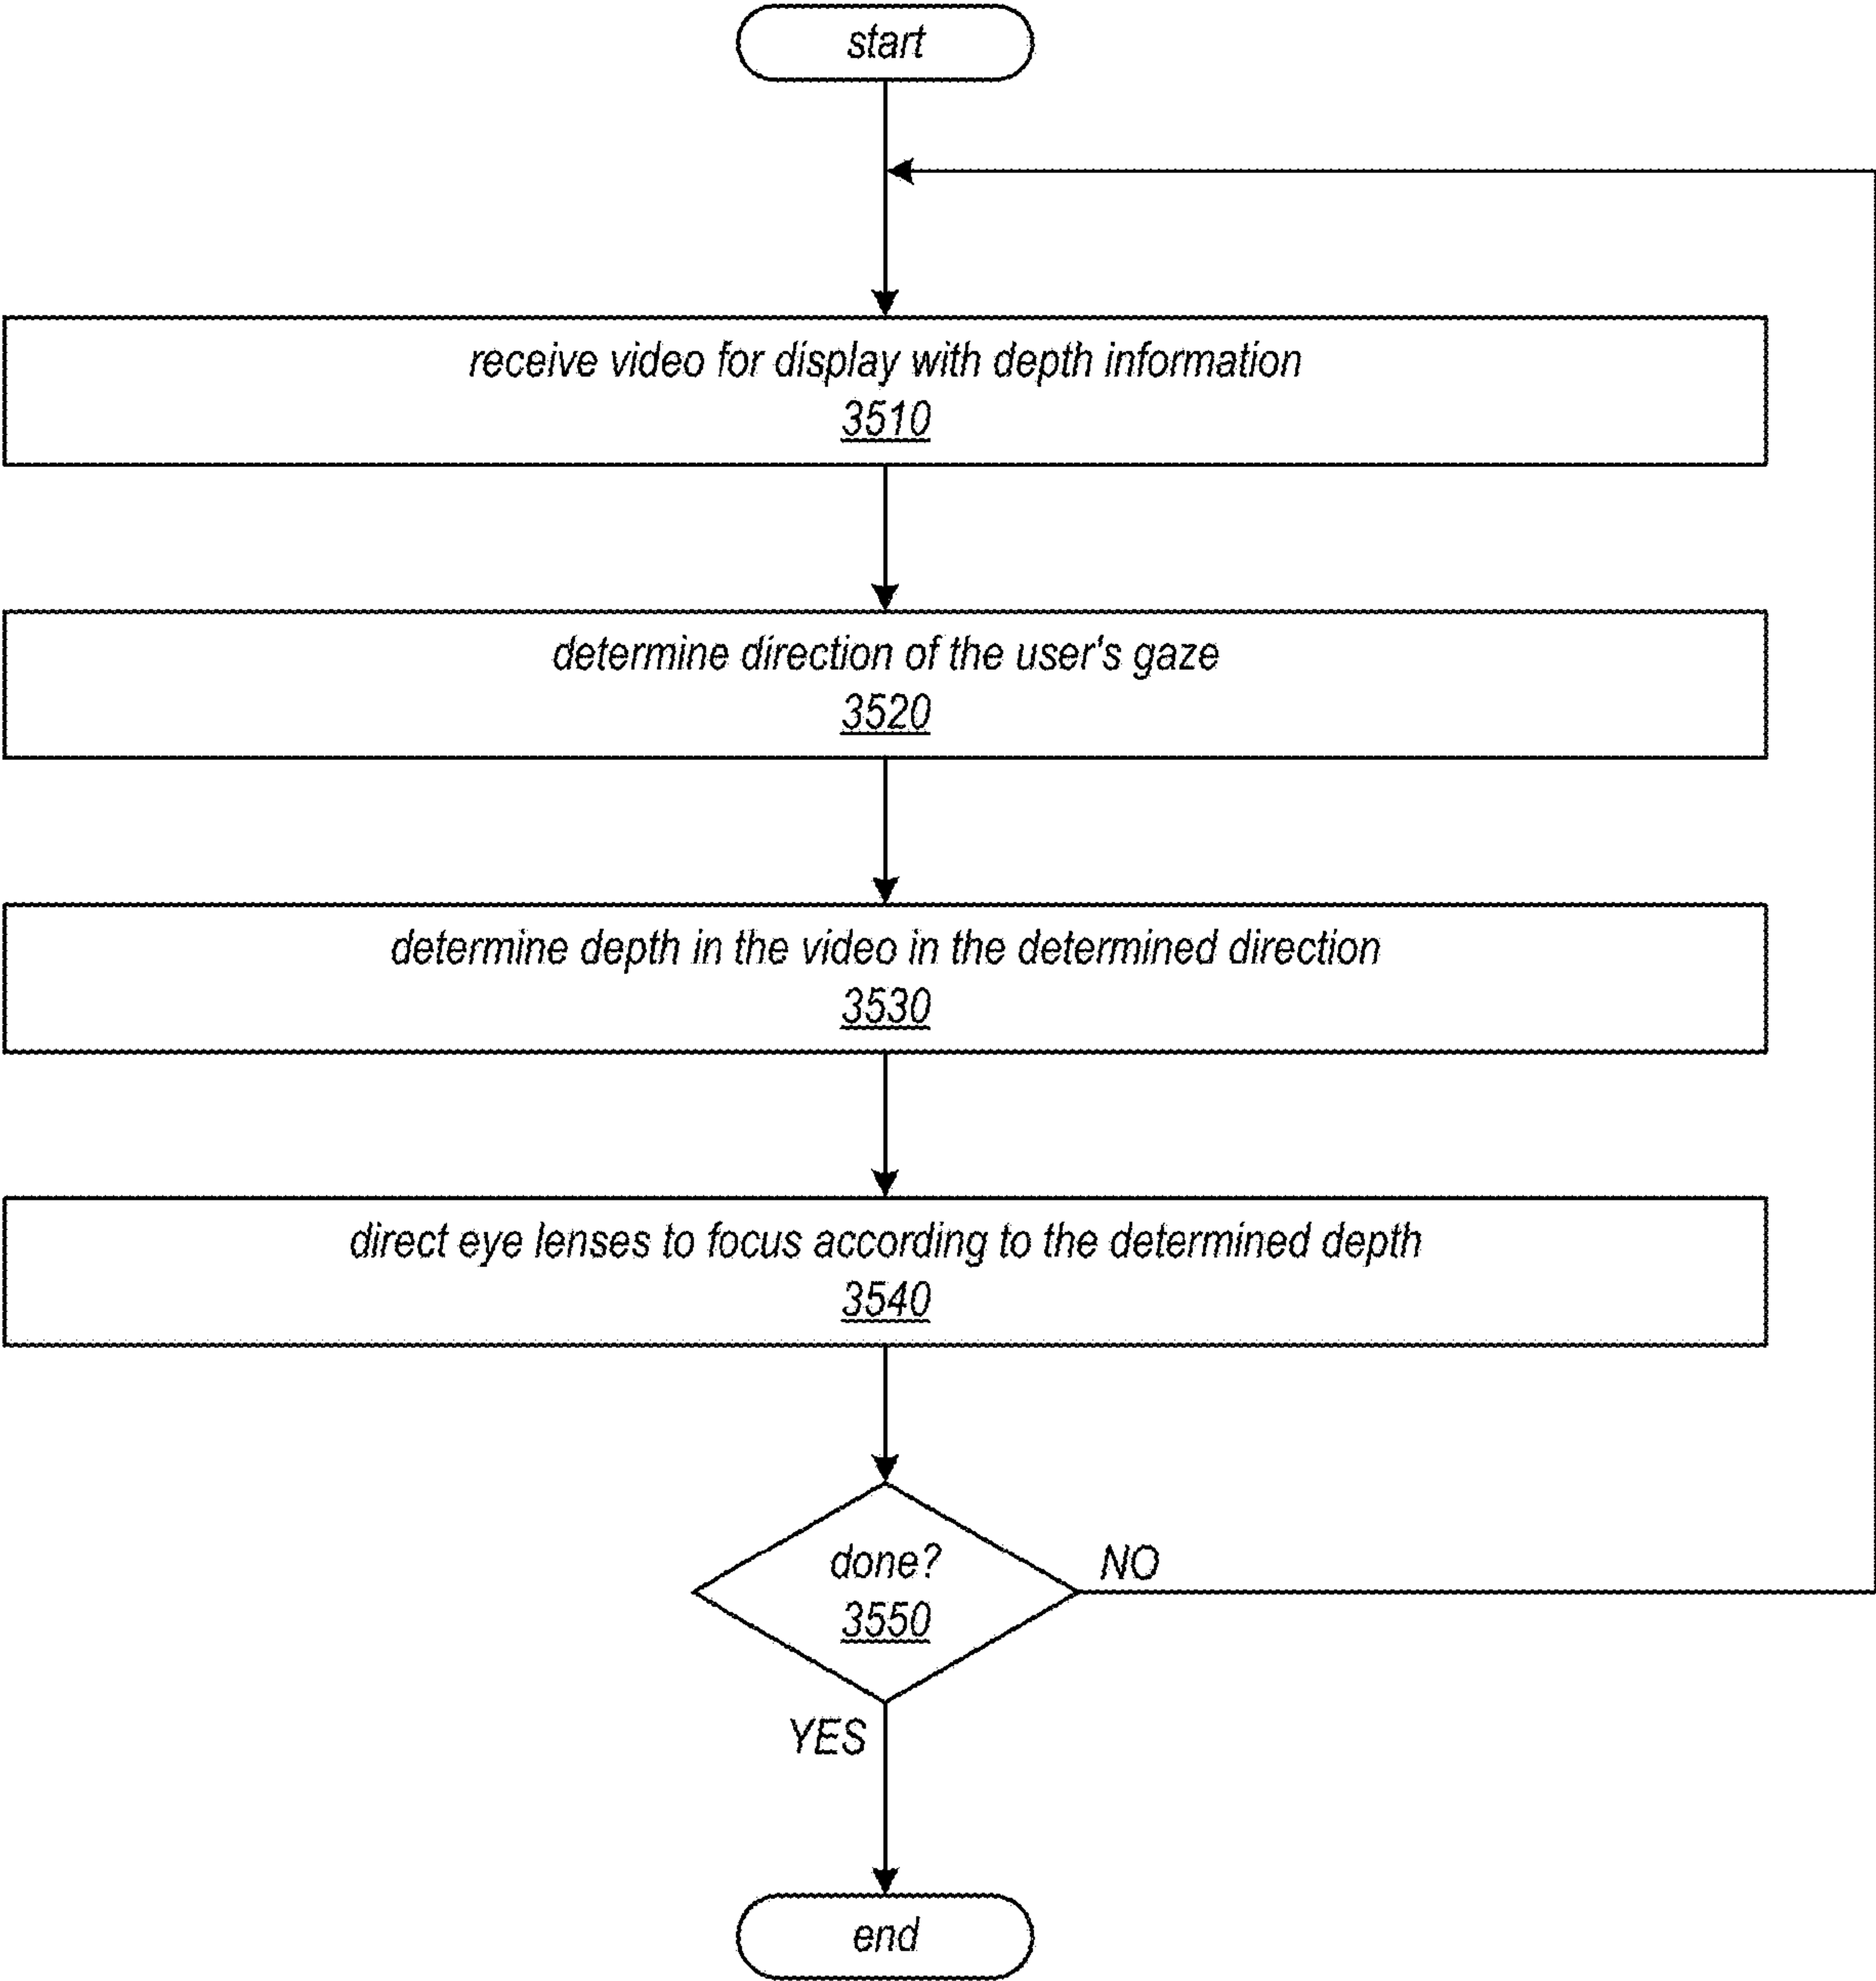 start
receive video for display with depth information
3510
determine direction of the user's gaze
3520
determine depth in the video in the determined direction
3530
direct eye lenses to focus according to the determined depth
3540
done?
3550
NO
YES
end